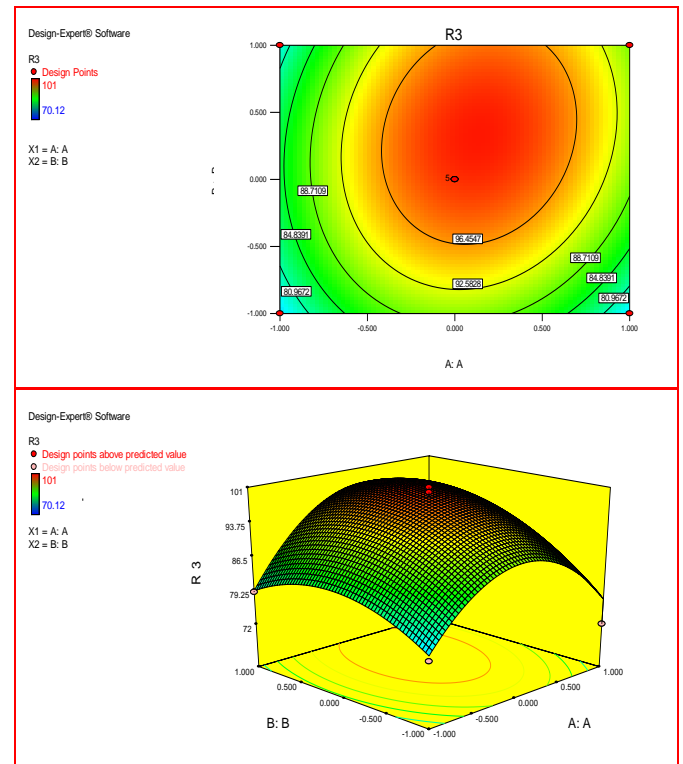 Design-Expert® Software
R3
Design Points
101
70.12
X1 = A: A
X2 = B: B
R3
1.000
0.500
0.000
-0.500
-1.000
-1.000
-0.500
0.000
0.500
1.000
A: A
88.7109
84.8391
80.9672
5
96.4547
92.5828
88.7109
84.8391
80.9672
Design-Expert® Software
R3
Design points above predicted value
Design points below predicted value
101
70.12
X1 = A: A
X2 = B: B
R 3
101
93.75
86.5
79.25
72
1.000
0.500
0.000
-0.500
-1.000
B: B
-1.000
-0.500
0.000
0.500
1.000
A: A